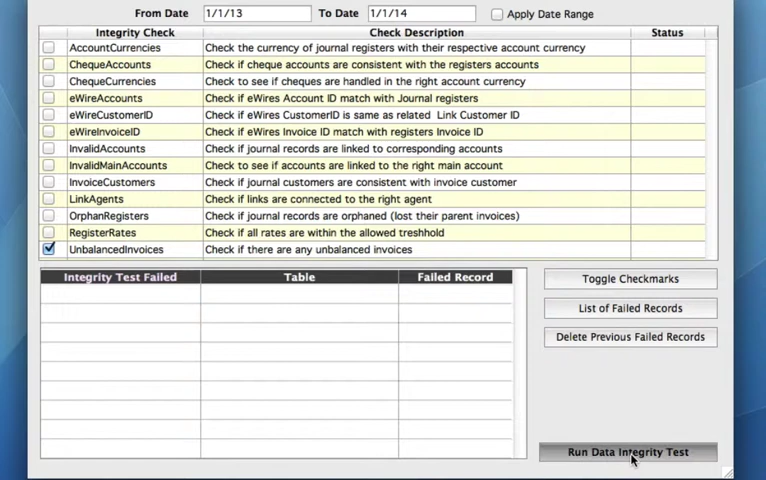 From Date 1/1/13 To Date 1/1/14 Apply Date Range
Integrity Check Check Description Status
AccountCurrencies Check the currency of journal registers with their respective account currency
ChequeAccounts Check if cheque accounts are consistent with the registers accounts
ChequeCurrencies Check to see if cheques are handled in the right account currency
eWireAccounts Check if eWires Account ID match with Journal registers
eWireCustomerID Check if eWires CustomerID is same as related Link Customer ID
eWireInvoiceID Check if eWires Invoice ID match with registers Invoice ID
InvalidAccounts Check if journal records are linked to corresponding accounts
InvalidMainAccounts Check to see if accounts are linked to the right main account
InvoiceCustomers Check if journal customers are consistent with invoice customer
LinkAgents Check if links are connected to the right agent
OrphanRegisters Check if journal records are orphaned (lost their parent invoices)
RegisterRates Check if all rates are within the allowed treshhold
UnbalancedInvoices Check if there are any unbalanced invoices
Integrity Test Failed Table Failed Record
Toggle Checkmarks
List of Failed Records
Delete Previous Failed Records
Run Data Integrity Test